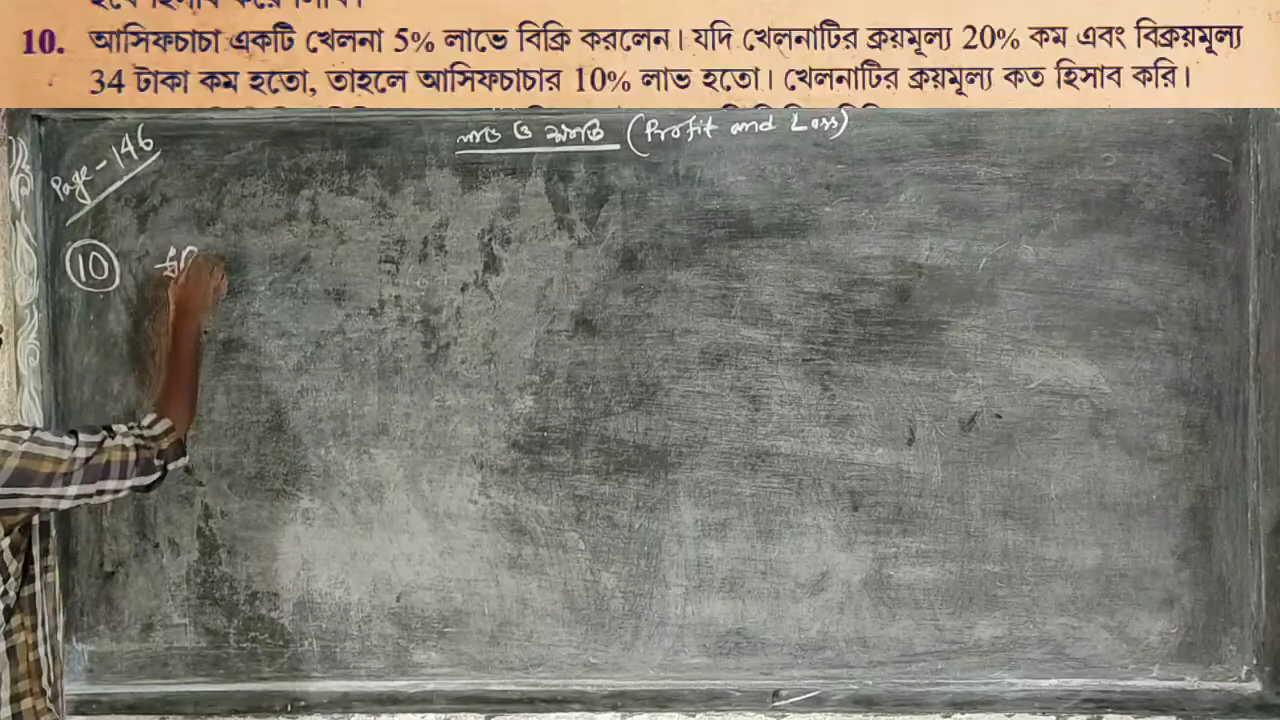 10. আসিফচাচা একটি খেলনা 5% লাভে বিক্রি করলেন। যদি খেলনাটির ক্রয়মূল্য 20% কম এবং বিক্রয়মূল্য
34 টাকা কম হতো, তাহলে আসিফচাচার 10% লাভ হতো। খেলনাটির ক্রয়মূল্য কত হিসাব করি।
লাভ ও ক্ষতি (Profit and Loss)
Page-146
10